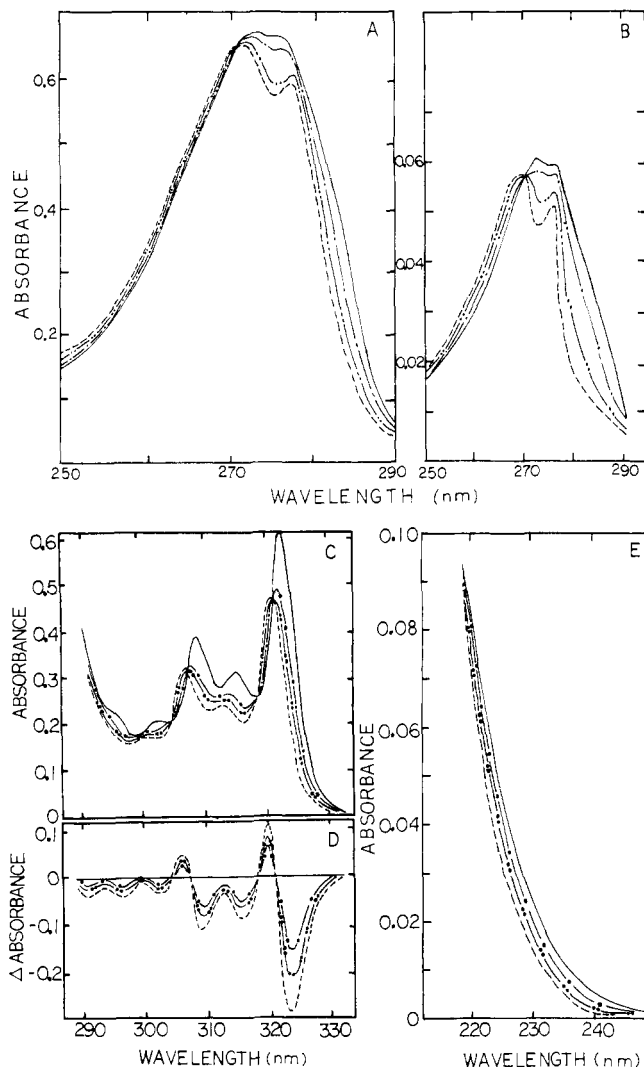 A
B
ABSORBANCE
0,6
0,4
0.2
0.06
0.04
0.02
250 270 290
250 270 290
WAVELENGTH (nm)
C
D
E
ABSORBANCE
0.6
0.5
0.4
0.3
0.2
0.1
0
Δ ABSORBANCE
0.1
0
-0.1
-0.2
290 300 310 320 330
WAVELENGTH (nm)
ABSORBANCE
0.10
0.08
0.06
0.04
0.02
0
220 230 240
WAVELENGTH (nm)